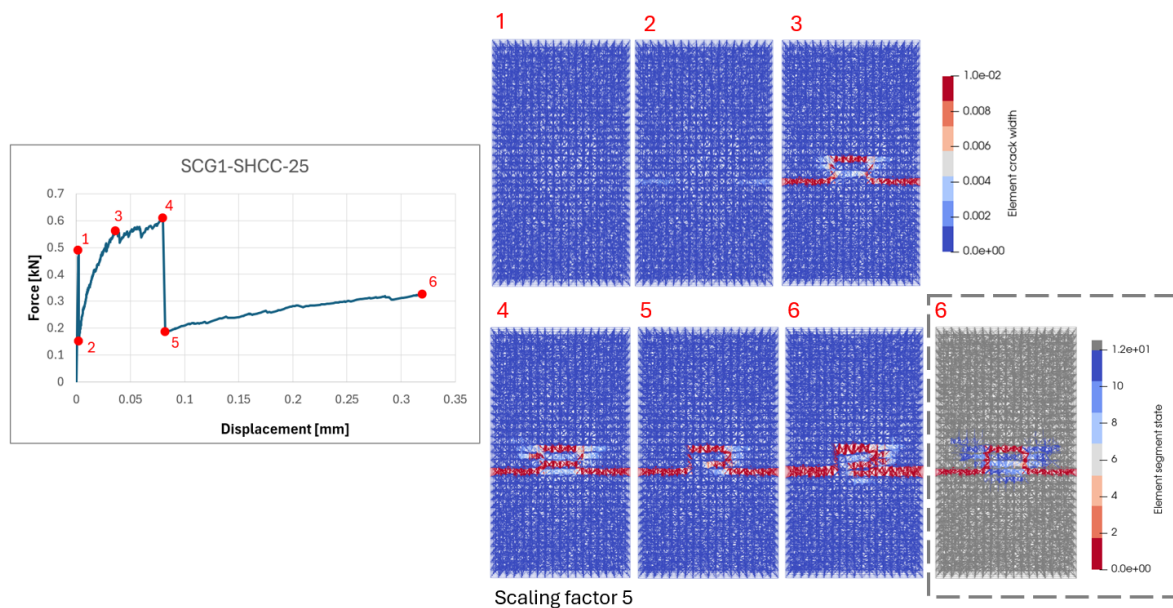 SCG1-SHCC-25
Force [kN]
0.7
0.6
0.5
0.4
0.3
0.2
0.1
0
0 0.05 0.1 0.15 0.2 0.25 0.3 0.35
Displacement [mm]
1
2
3
4
5
6
1 2 3
1.0e-02
0.008
0.006
0.004
0.002
0.0e+00
Element crack width
4 5 6 6
1.2e+01
10
8
6
4
2
0.0e+00
Element segment state
Scaling factor 5